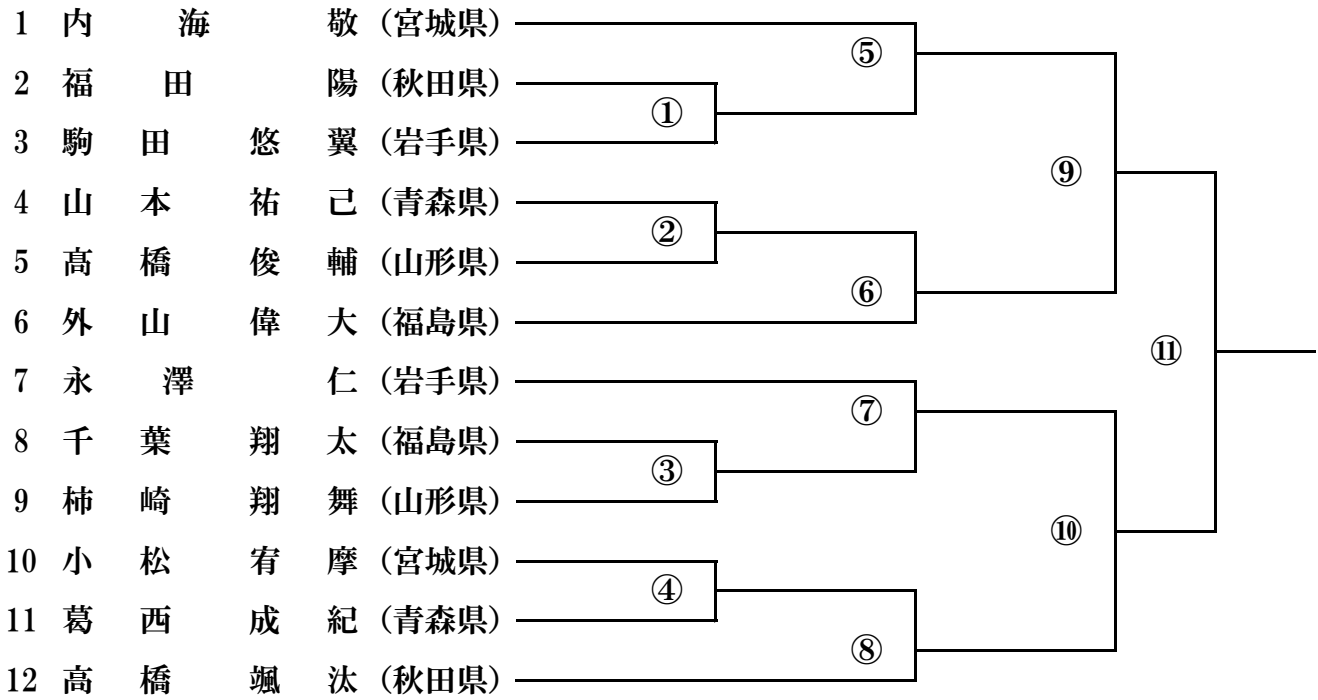 1 内海敬（宮城県）
⑤
2 福田陽（秋田県）
①
3 駒田悠翼（岩手県）
⑨
4 山本祐己（青森県）
②
5 髙橋俊輔（山形県）
⑥
6 外山偉大（福島県）
⑪
7 永澤仁（岩手県）
⑦
8 千葉翔太（福島県）
③
9 柿崎翔舞（山形県）
⑩
10 小松宥摩（宮城県）
④
11 葛西成紀（青森県）
⑧
12 高橋颯汰（秋田県）